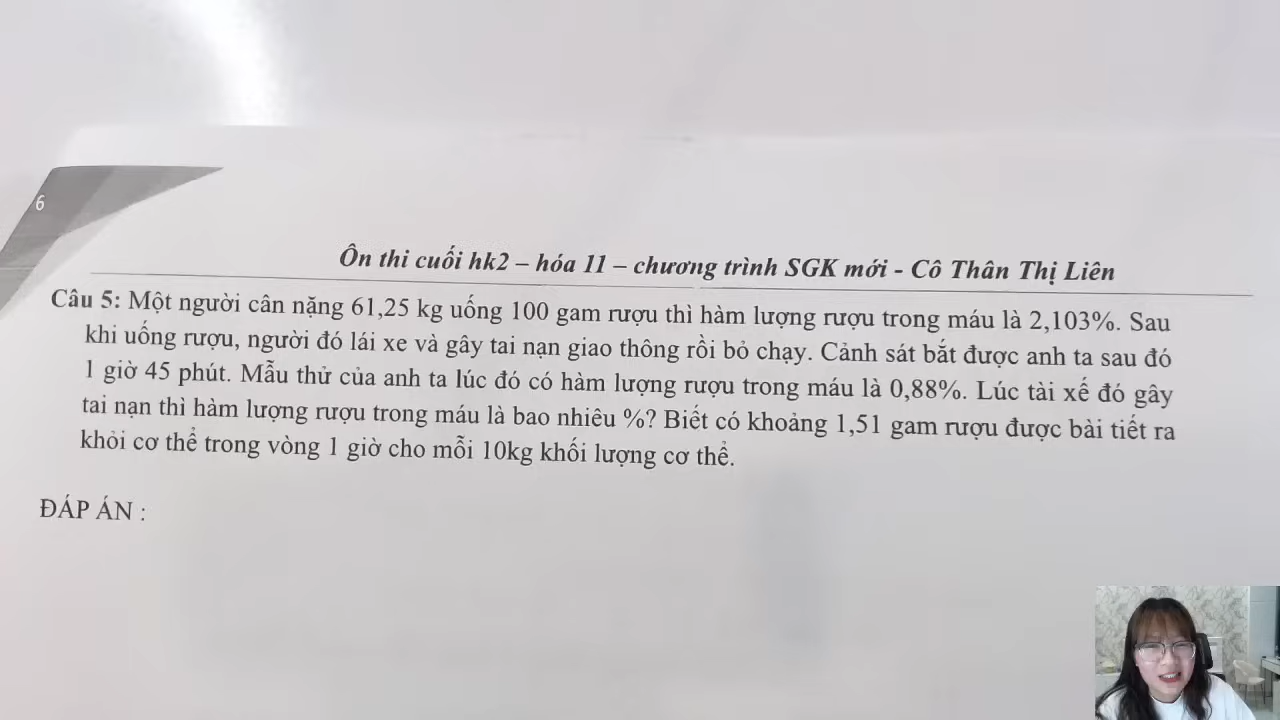 6
Ôn thi cuối hk2 – hóa 11 – chương trình SGK mới - Cô Thân Thị Liên
Câu 5: Một người cân nặng 61,25 kg uống 100 gam rượu thì hàm lượng rượu trong máu là 2,103%. Sau
khi uống rượu, người đó lái xe và gây tai nạn giao thông rồi bỏ chạy. Cảnh sát bắt được anh ta sau đó
1 giờ 45 phút. Mẫu thử của anh ta lúc đó có hàm lượng rượu trong máu là 0,88%. Lúc tài xế đó gây
tai nạn thì hàm lượng rượu trong máu là bao nhiêu %? Biết có khoảng 1,51 gam rượu được bài tiết ra
khỏi cơ thể trong vòng 1 giờ cho mỗi 10kg khối lượng cơ thể.
ĐÁP ÁN :